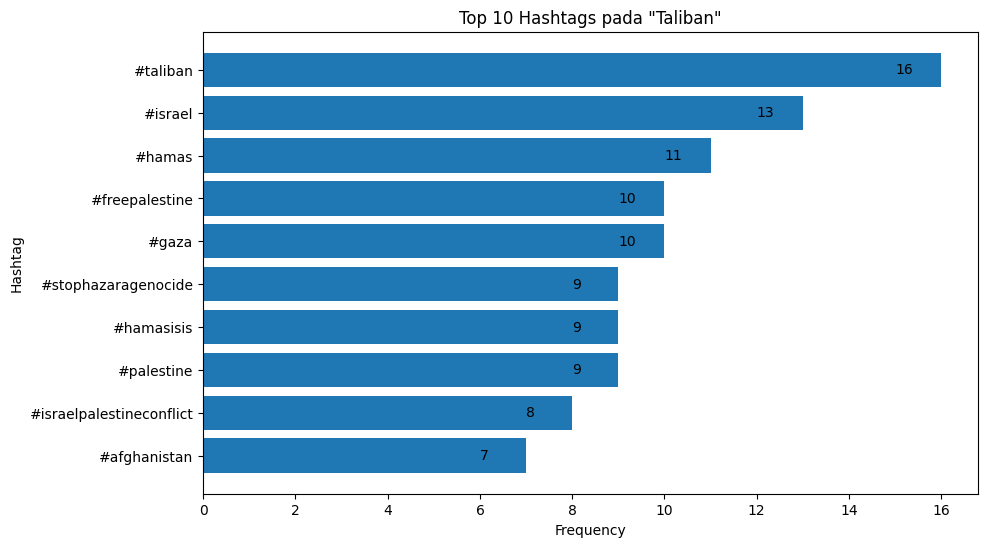 Top 10 Hashtags pada "Taliban"
#taliban 16
#israel 13
#hamas 11
#freepalestine 10
#gaza 10
#stophazaragenocide 9
#hamasisis 9
#palestine 9
#israelpalestineconflict 8
#afghanistan 7
Hashtag
0 2 4 6 8 10 12 14 16
Frequency